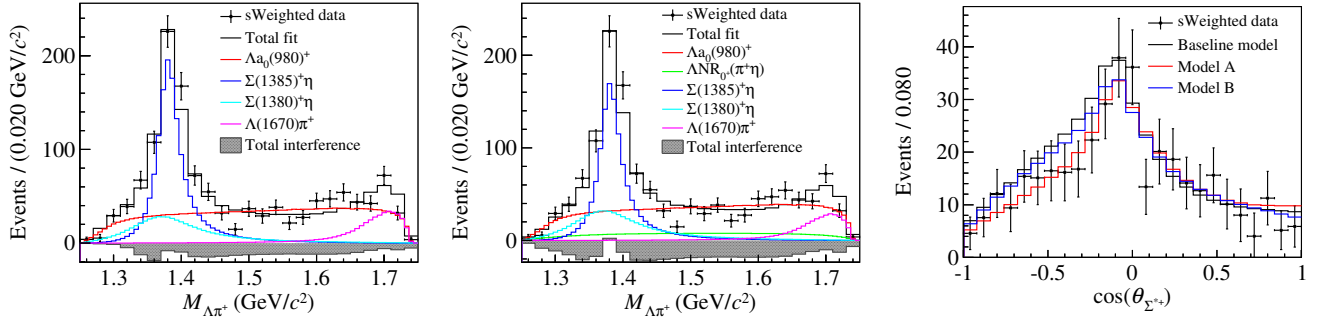 Events / (0.020 GeV/c²)
200
100
0
sWeighted data
Total fit
Λa₀(980)⁺
Σ(1385)⁺η
Σ(1380)⁺η
Λ(1670)π⁺
Total interference
1.3 1.4 1.5 1.6 1.7
M_Λπ⁺ (GeV/c²)
Events / (0.020 GeV/c²)
200
100
0
sWeighted data
Total fit
Λa₀(980)⁺
ΛNR₀₊(π⁺η)
Σ(1385)⁺η
Σ(1380)⁺η
Λ(1670)π⁺
Total interference
1.3 1.4 1.5 1.6 1.7
M_Λπ⁺ (GeV/c²)
Events / 0.080
40
30
20
10
0
sWeighted data
Baseline model
Model A
Model B
-1 -0.5 0 0.5 1
cos(θ_Σ*⁺)